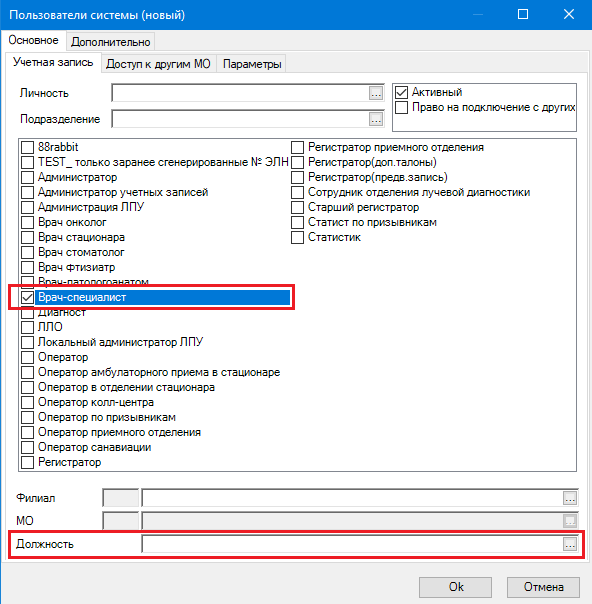 Пользователи системы (новый)
Основное Дополнительно
Учетная запись Доступ к другим МО Параметры
Личность ...
Подразделение ...
Активный
Право на подключение с других
88rabbit
TEST_ только заранее сгенерированные № ЭЛН
Администратор
Администратор учетных записей
Администрация ЛПУ
Врач онколог
Врач стационара
Врач стоматолог
Врач фтизиатр
Врач-патологоанатом
Врач-специалист
Диагност
ЛЛО
Локальный администратор ЛПУ
Оператор
Оператор амбулаторного приема в стационаре
Оператор в отделении стационара
Оператор колл-центра
Оператор по призывникам
Оператор приемного отделения
Оператор санавиации
Регистратор
Регистратор приемного отделения
Регистратор(доп.талоны)
Регистратор(предв.запись)
Сотрудник отделения лучевой диагностики
Старший регистратор
Статист по призывникам
Статистик
Филиал ...
МО ...
Должность ...
Ok Отмена